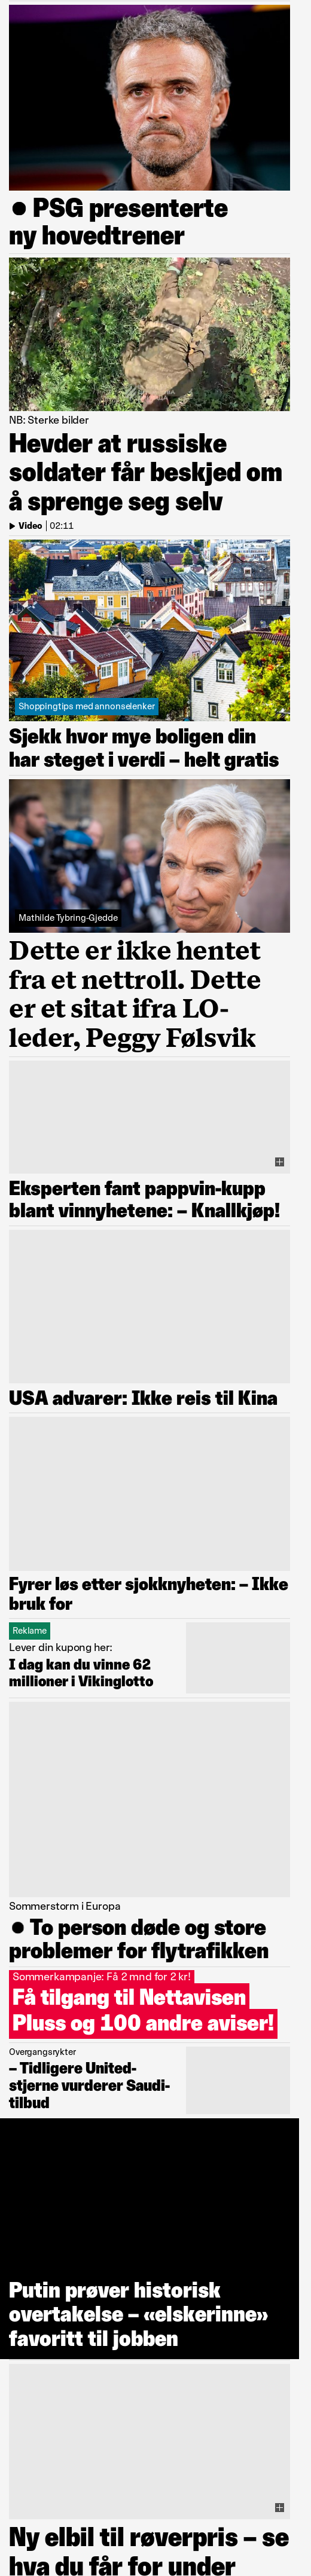 ● PSG presenterte
ny hovedtrener
NB: Sterke bilder
Hevder at russiske
soldater får beskjed om
å sprenge seg selv
Video | 02:11
Shoppingtips med annonselenker
Sjekk hvor mye boligen din
har steget i verdi – helt gratis
Mathilde Tybring-Gjedde
Dette er ikke hentet
fra et nettroll. Dette
er et sitat ifra LO-
leder, Peggy Følsvik
Eksperten fant pappvin-kupp
blant vinnyhetene: – Knallkjøp!
USA advarer: Ikke reis til Kina
Fyrer løs etter sjokknyheten: – Ikke
bruk for
Reklame
Lever din kupong her:
I dag kan du vinne 62
millioner i Vikinglotto
Sommerstorm i Europa
● To person døde og store
problemer for flytrafikken
Sommerkampanje: Få 2 mnd for 2 kr!
Få tilgang til Nettavisen
Pluss og 100 andre aviser!
Overgangsrykter
– Tidligere United-
stjerne vurderer Saudi-
tilbud
Putin prøver historisk
overtakelse – «elskerinne»
favoritt til jobben
Ny elbil til røverpris – se
hva du får for under